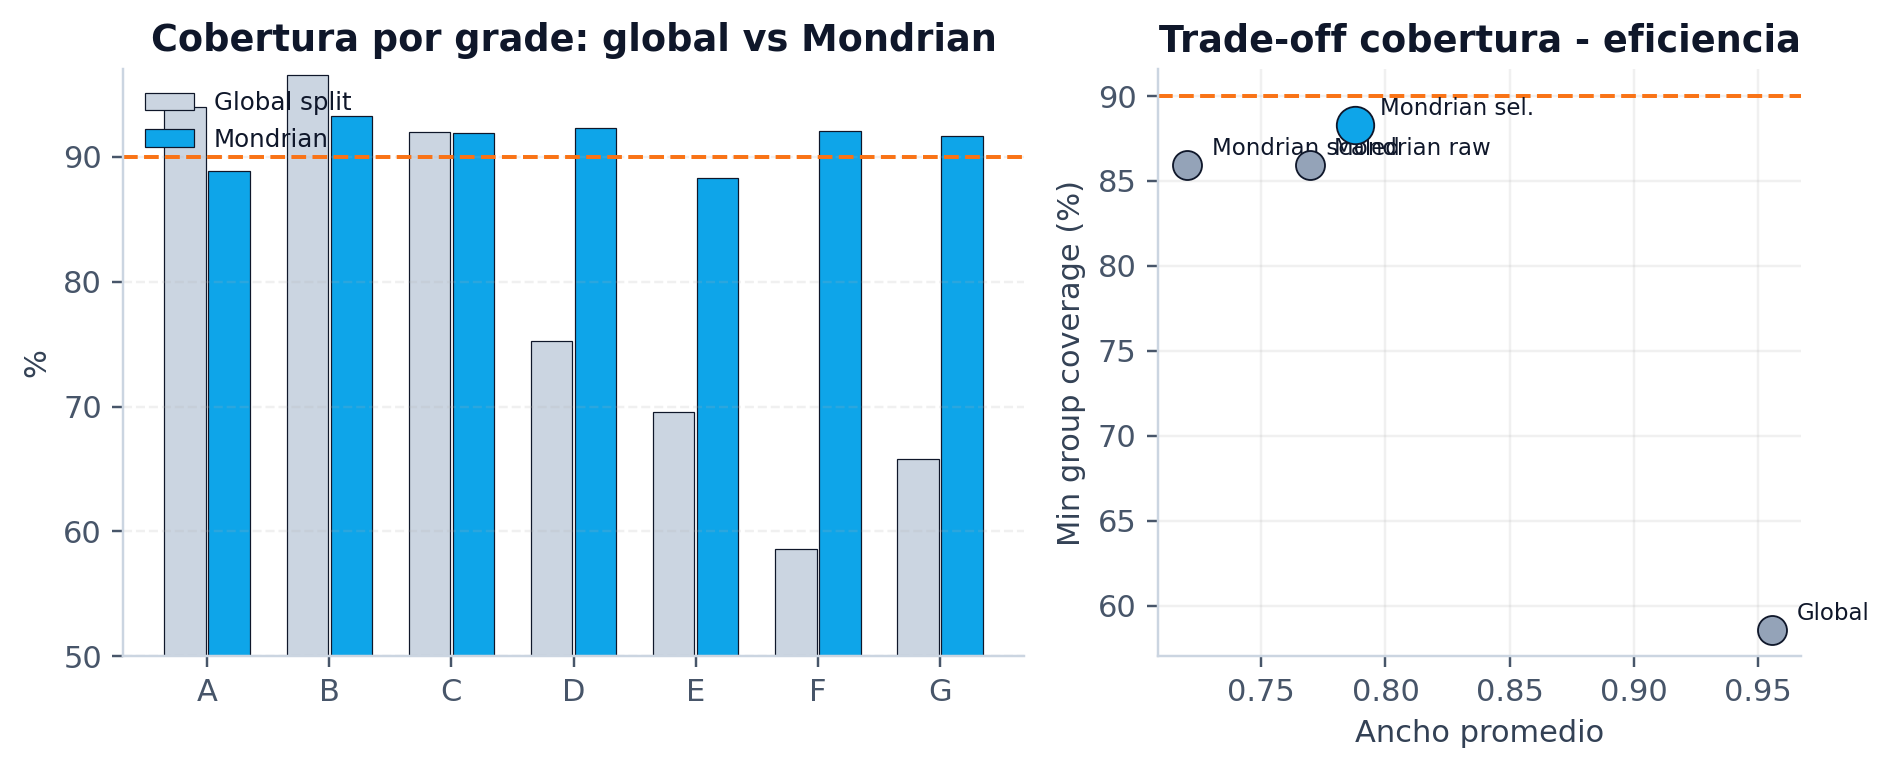 Cobertura por grade: global vs Mondrian
Global split
Mondrian
90
80
70
60
50
%
A B C D E F G
Trade-off cobertura - eficiencia
Mondrian sel.
Mondrian scaled
Mondrian raw
Global
90
85
80
75
70
65
60
Min group coverage (%)
0.75 0.80 0.85 0.90 0.95
Ancho promedio